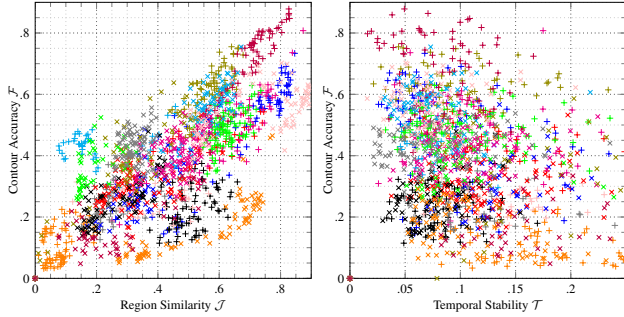 Contour Accuracy ℱ
.8
.6
.4
.2
0
0 .2 .4 .6 .8
Region Similarity 𝒥
Contour Accuracy ℱ
.8
.6
.4
.2
0
0 .05 .1 .15 .2
Temporal Stability 𝒯